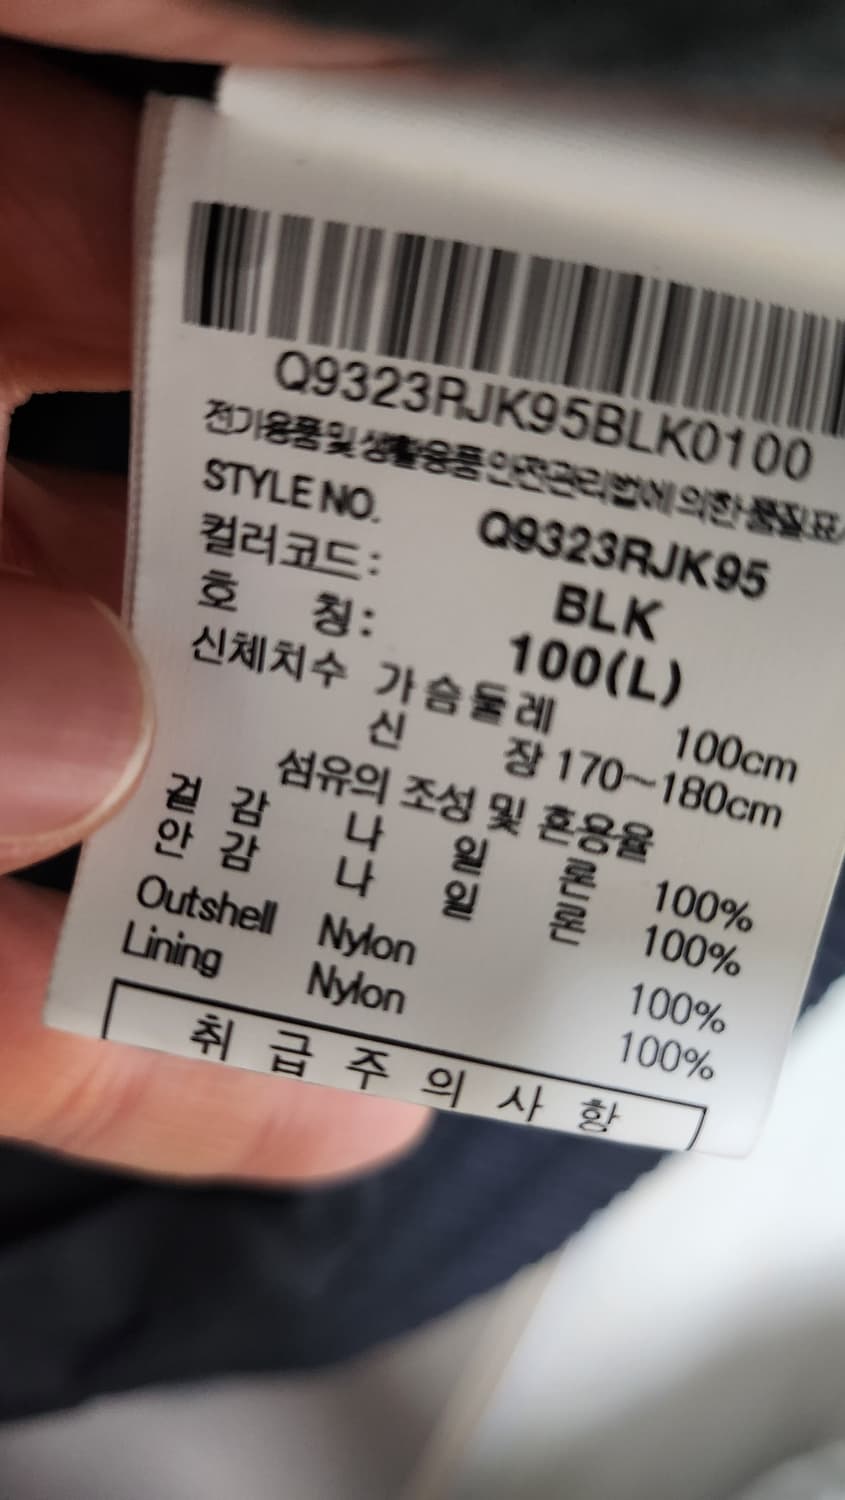 Q9323RJK95BLK0100
전기용품 및 생활용품 안전관리법에 의한 품질표
STYLE NO. Q9323RJK95
컬러코드: BLK
호 칭: 100(L)
신체치수 가슴둘레 100cm
신 장 170~180cm
섬유의 조성 및 혼용율
겉 감 나 일 론 100%
안 감 나 일 론 100%
Outshell Nylon 100%
Lining Nylon 100%
취 급 주 의 사 항